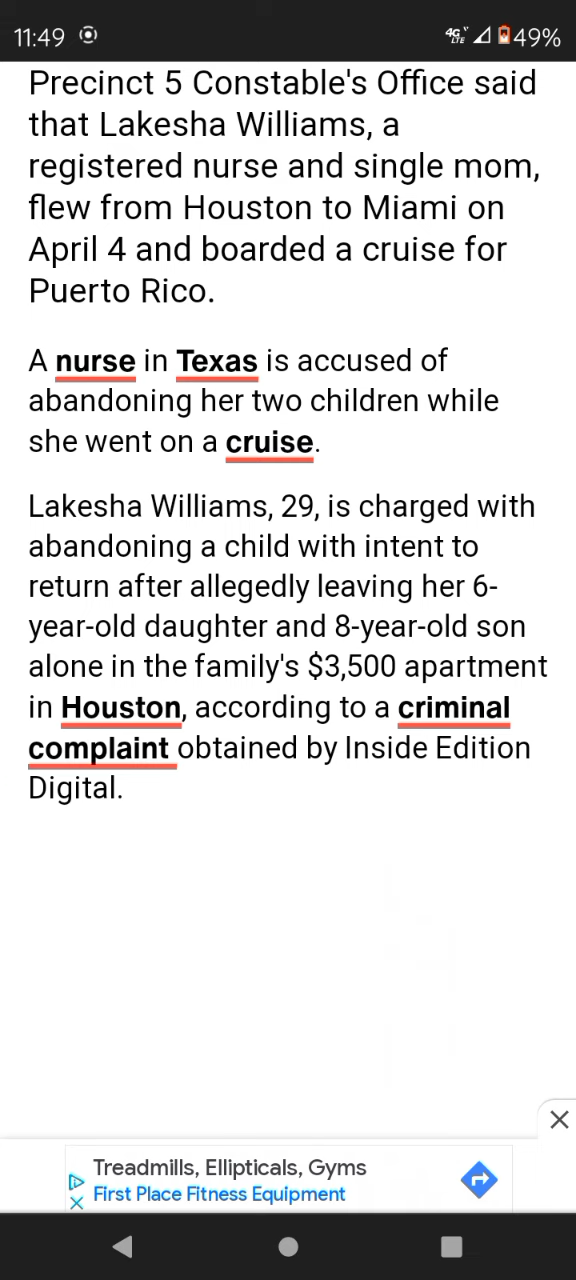 11:49
4G LTE 49%
Precinct 5 Constable's Office said
that Lakesha Williams, a
registered nurse and single mom,
flew from Houston to Miami on
April 4 and boarded a cruise for
Puerto Rico.
A nurse in Texas is accused of
abandoning her two children while
she went on a cruise.
Lakesha Williams, 29, is charged with
abandoning a child with intent to
return after allegedly leaving her 6-
year-old daughter and 8-year-old son
alone in the family's $3,500 apartment
in Houston, according to a criminal
complaint obtained by Inside Edition
Digital.
Treadmills, Ellipticals, Gyms
First Place Fitness Equipment